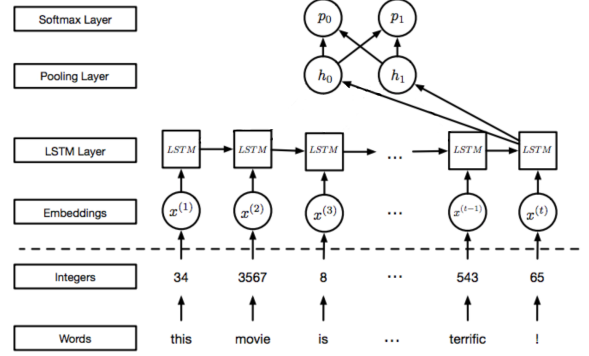 Softmax Layer p₀ p₁
Pooling Layer h₀ h₁
LSTM Layer LSTM LSTM LSTM ... LSTM LSTM
Embeddings x⁽¹⁾ x⁽²⁾ x⁽³⁾ ... x⁽ᵗ⁻¹⁾ x⁽ᵗ⁾
Integers 34 3567 8 ... 543 65
Words this movie is ... terrific !